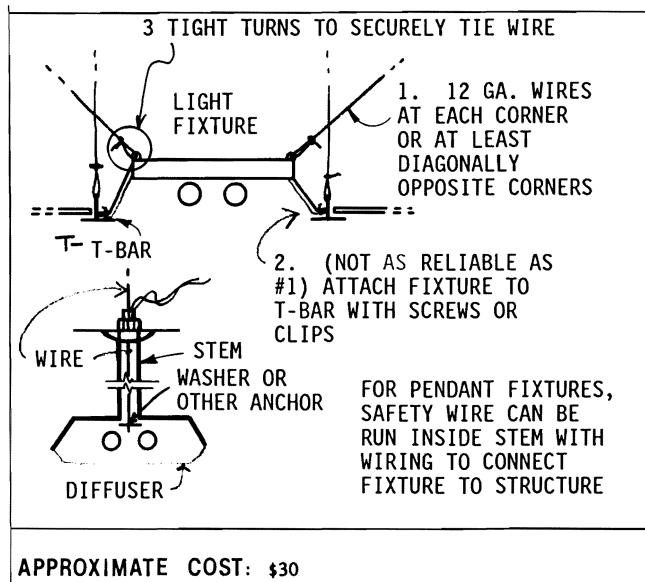 3 TIGHT TURNS TO SECURELY TIE WIRE
LIGHT
FIXTURE
1. 12 GA. WIRES
AT EACH CORNER
OR AT LEAST
DIAGONALLY
OPPOSITE CORNERS
T- T-BAR
2. (NOT AS RELIABLE AS
#1) ATTACH FIXTURE TO
T-BAR WITH SCREWS OR
CLIPS
WIRE
STEM
WASHER OR
OTHER ANCHOR
DIFFUSER
FOR PENDANT FIXTURES,
SAFETY WIRE CAN BE
RUN INSIDE STEM WITH
WIRING TO CONNECT
FIXTURE TO STRUCTURE
APPROXIMATE COST: $30